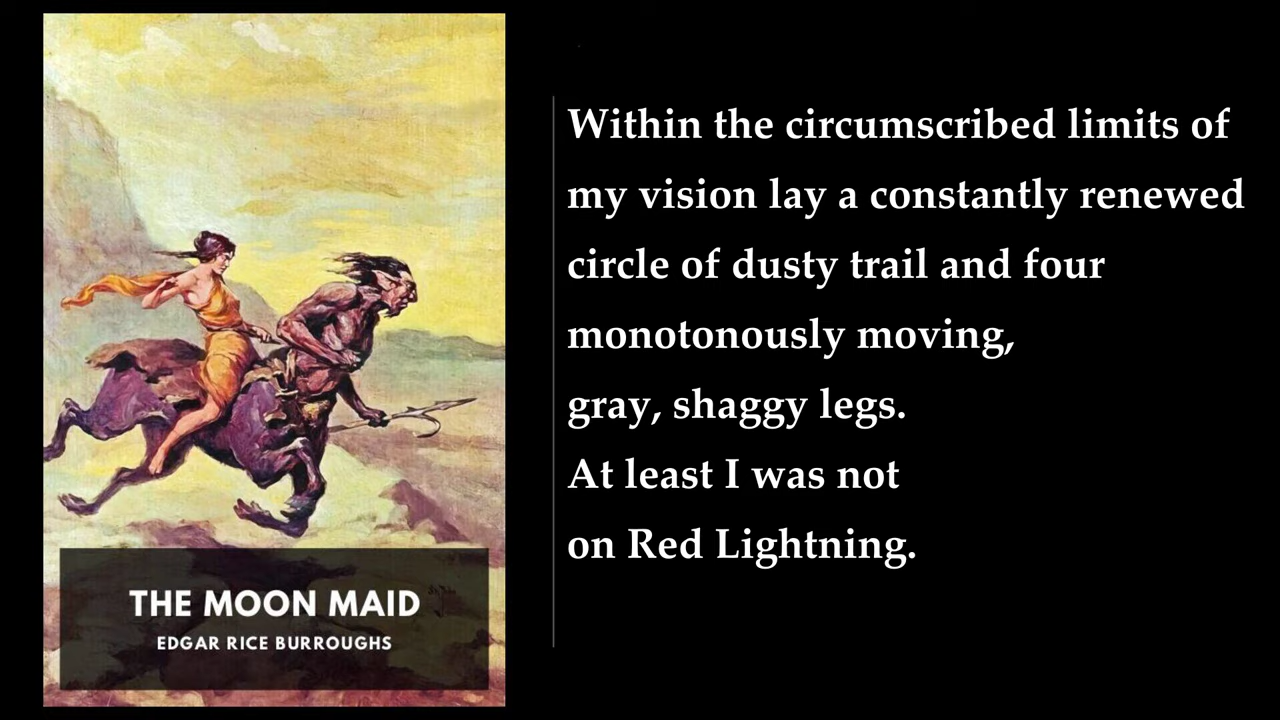 THE MOON MAID
EDGAR RICE BURROUGHS
Within the circumscribed limits of
my vision lay a constantly renewed
circle of dusty trail and four
monotonously moving,
gray, shaggy legs.
At least I was not
on Red Lightning.